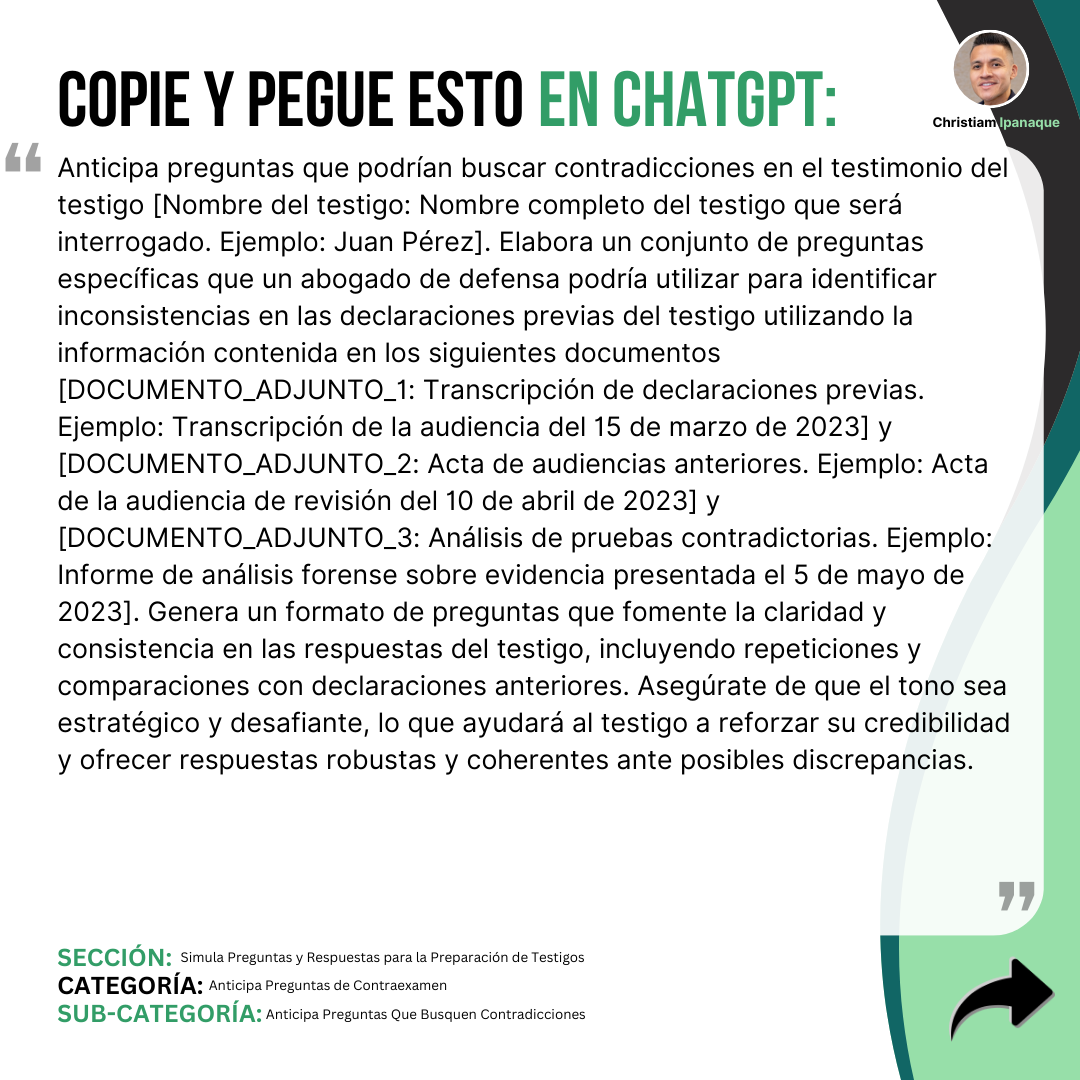 COPIE Y PEGUE ESTO EN CHATGPT:
Christiam Ipanaque
“
Anticipa preguntas que podrían buscar contradicciones en el testimonio del
testigo [Nombre del testigo: Nombre completo del testigo que será
interrogado. Ejemplo: Juan Pérez]. Elabora un conjunto de preguntas
específicas que un abogado de defensa podría utilizar para identificar
inconsistencias en las declaraciones previas del testigo utilizando la
información contenida en los siguientes documentos
[DOCUMENTO_ADJUNTO_1: Transcripción de declaraciones previas.
Ejemplo: Transcripción de la audiencia del 15 de marzo de 2023] y
[DOCUMENTO_ADJUNTO_2: Acta de audiencias anteriores. Ejemplo: Acta
de la audiencia de revisión del 10 de abril de 2023] y
[DOCUMENTO_ADJUNTO_3: Análisis de pruebas contradictorias. Ejemplo:
Informe de análisis forense sobre evidencia presentada el 5 de mayo de
2023]. Genera un formato de preguntas que fomente la claridad y
consistencia en las respuestas del testigo, incluyendo repeticiones y
comparaciones con declaraciones anteriores. Asegúrate de que el tono sea
estratégico y desafiante, lo que ayudará al testigo a reforzar su credibilidad
y ofrecer respuestas robustas y coherentes ante posibles discrepancias.
”
SECCIÓN: Simula Preguntas y Respuestas para la Preparación de Testigos
CATEGORÍA: Anticipa Preguntas de Contraexamen
SUB-CATEGORÍA: Anticipa Preguntas Que Busquen Contradicciones